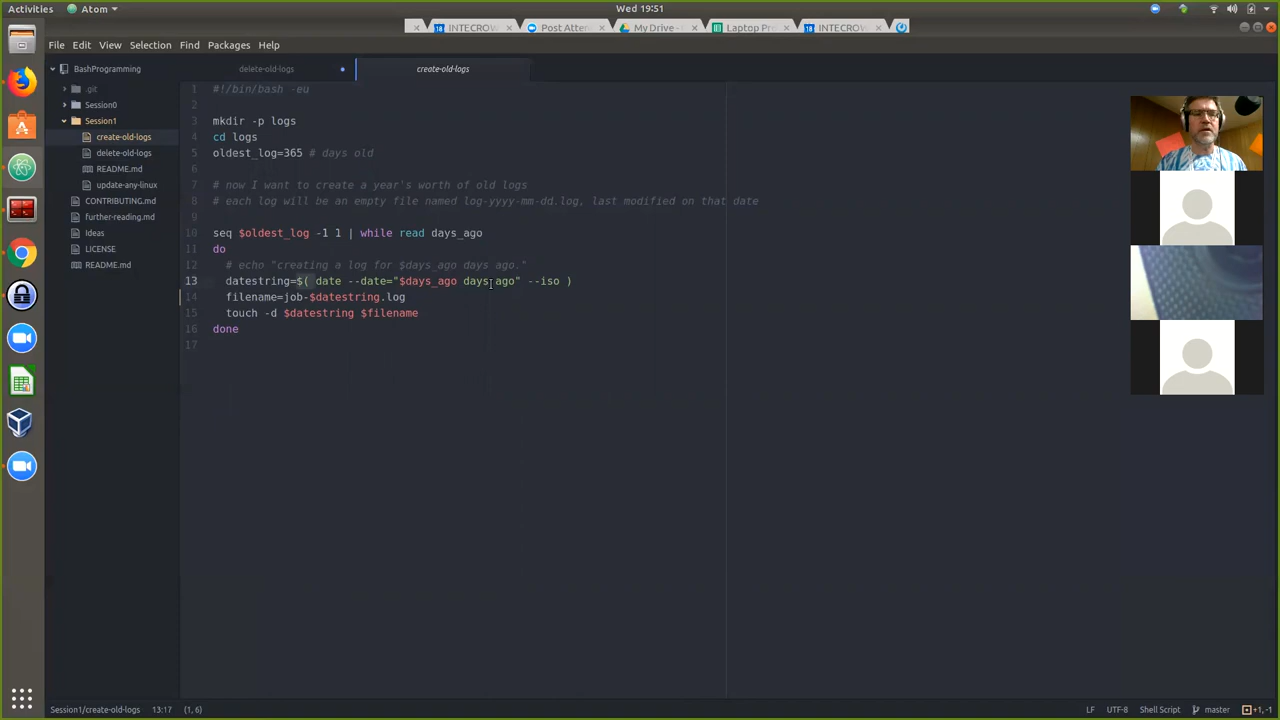 Activities Atom Wed 19:51
INTECROW Post Atten My Drive - Laptop Pro INTECROW
File Edit View Selection Find Packages Help
BashProgramming
.git
Session0
Session1
create-old-logs
delete-old-logs
README.md
update-any-linux
CONTRIBUTING.md
further-reading.md
Ideas
LICENSE
README.md
delete-old-logs create-old-logs
1 #!/bin/bash -eu
2
3 mkdir -p logs
4 cd logs
5 oldest_log=365 # days old
6
7 # now I want to create a year's worth of old logs
8 # each log will be an empty file named log-yyyy-mm-dd.log, last modified on that date
9
10 seq $oldest_log -1 1 | while read days_ago
11 do
12 # echo "creating a log for $days_ago days ago."
13 datestring=$( date --date="$days_ago days ago" --iso )
14 filename=job-$datestring.log
15 touch -d $datestring $filename
16 done
17
Session1/create-old-logs 13:17 (1, 6) LF UTF-8 Shell Script master +1, -1